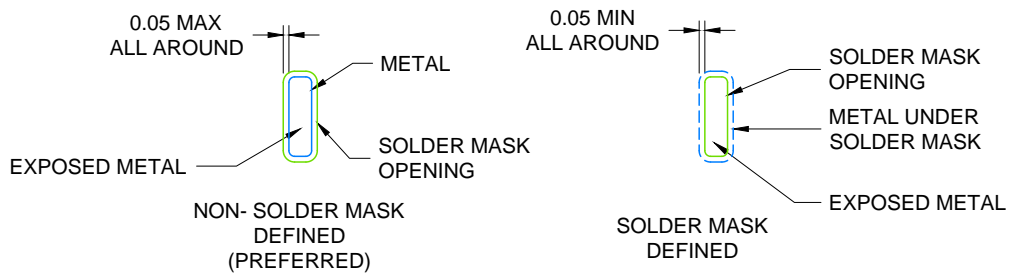 0.05 MAX
ALL AROUND
METAL
EXPOSED METAL
SOLDER MASK
OPENING
NON- SOLDER MASK
DEFINED
(PREFERRED)
0.05 MIN
ALL AROUND
SOLDER MASK
OPENING
METAL UNDER
SOLDER MASK
EXPOSED METAL
SOLDER MASK
DEFINED